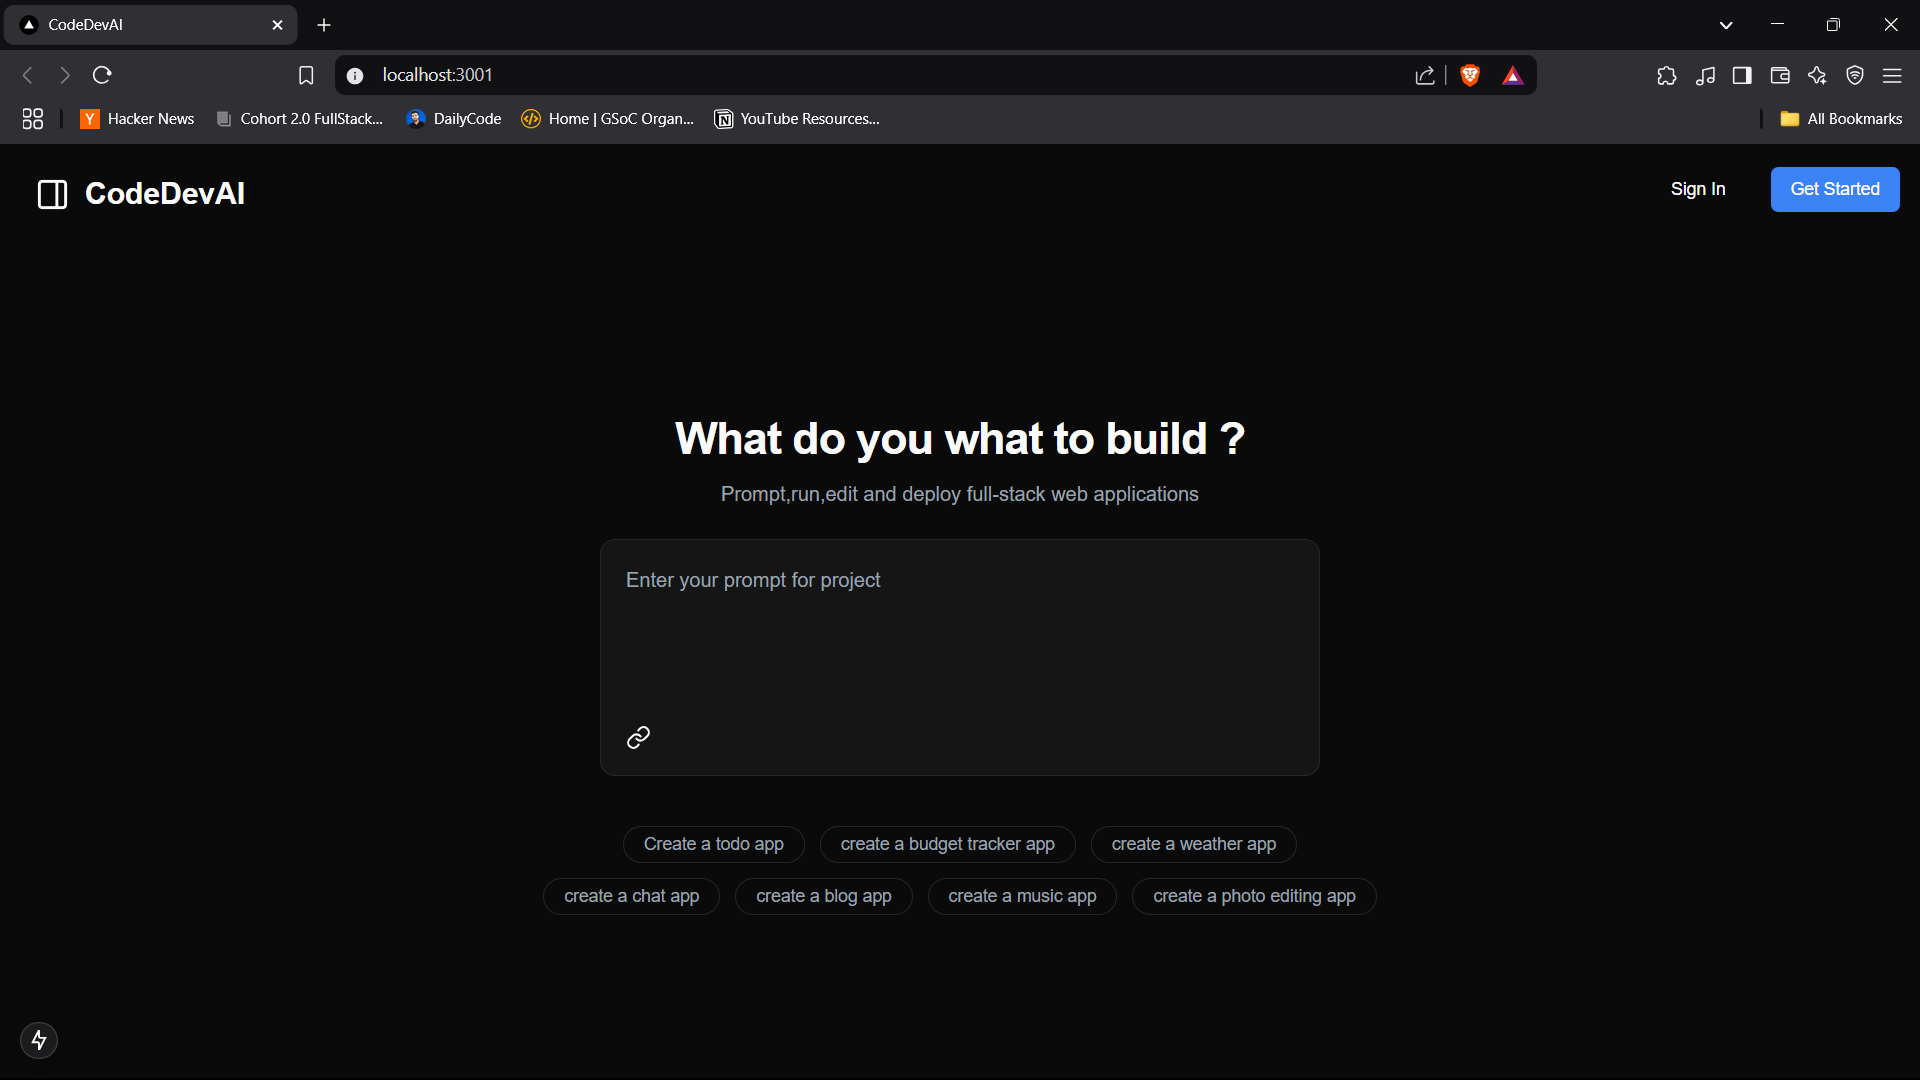 CodeDevAI
localhost:3001
Hacker News Cohort 2.0 FullStack... DailyCode Home | GSoC Organ... YouTube Resources... All Bookmarks
CodeDevAI Sign In Get Started
What do you what to build ?
Prompt,run,edit and deploy full-stack web applications
Enter your prompt for project
Create a todo app create a budget tracker app create a weather app
create a chat app create a blog app create a music app create a photo editing app